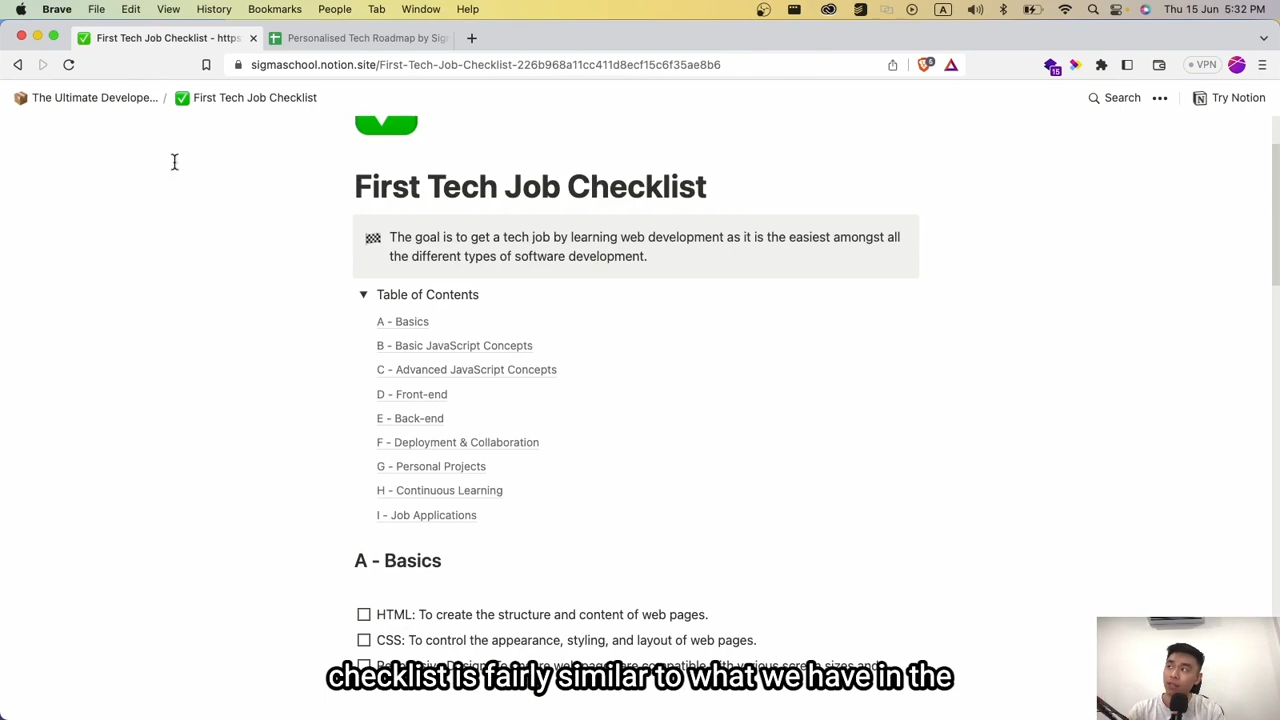 Brave File Edit View History Bookmarks People Tab Window Help
A
Thu 15 Jun 5:32 PM
First Tech Job Checklist - https
Personalised Tech Roadmap by Sig
sigmaschool.notion.site/First-Tech-Job-Checklist-226b968a11cc411d8ecf15c6f35ae8b6
6
15
VPN
The Ultimate Develope... / First Tech Job Checklist
Search
Try Notion
First Tech Job Checklist
The goal is to get a tech job by learning web development as it is the easiest amongst all
the different types of software development.
Table of Contents
A - Basics
B - Basic JavaScript Concepts
C - Advanced JavaScript Concepts
D - Front-end
E - Back-end
F - Deployment & Collaboration
G - Personal Projects
H - Continuous Learning
I - Job Applications
A - Basics
HTML: To create the structure and content of web pages.
CSS: To control the appearance, styling, and layout of web pages.
checklist is fairly similar to what we have in the